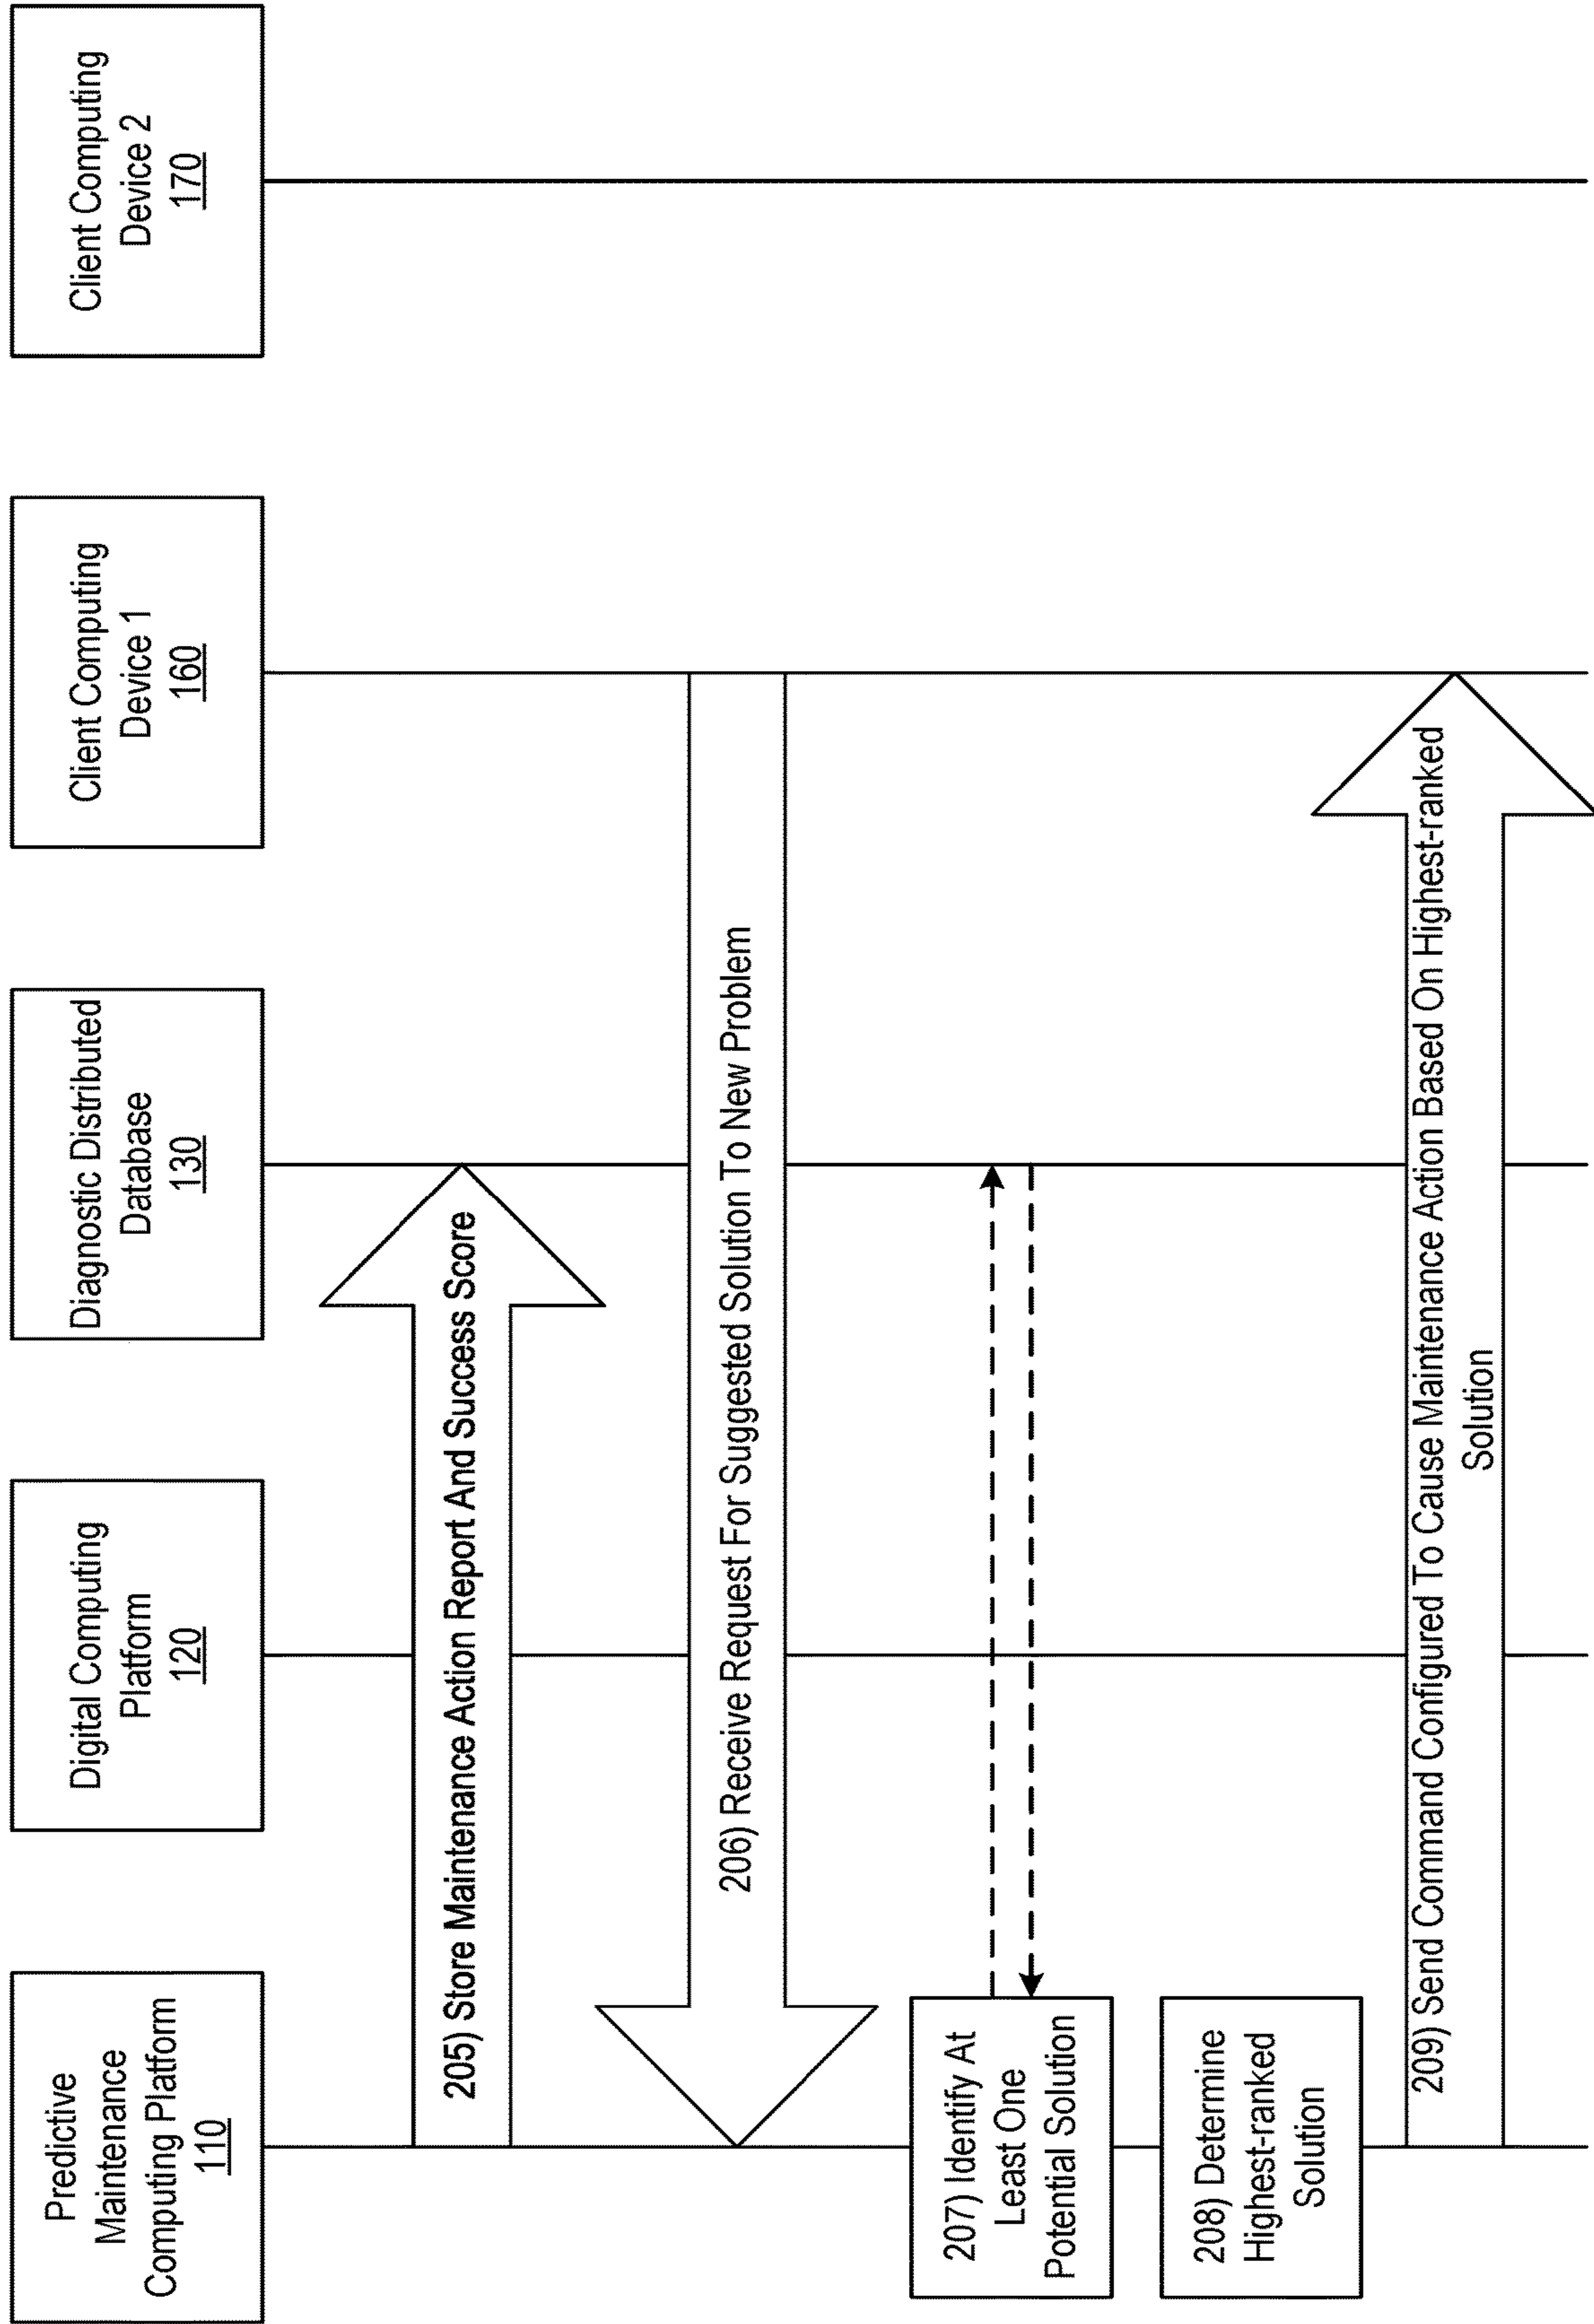 Predictive
Maintenance
Computing Platform
110
Digital Computing
Platform
120
Diagnostic Distributed
Database
130
Client Computing
Device 1
160
Client Computing
Device 2
170
205) Store Maintenance Action Report And Success Score
206) Receive Request For Suggested Solution To New Problem
207) Identify At
Least One
Potential Solution
208) Determine
Highest-ranked
Solution
209) Send Command Configured To Cause Maintenance Action Based On Highest-ranked
Solution